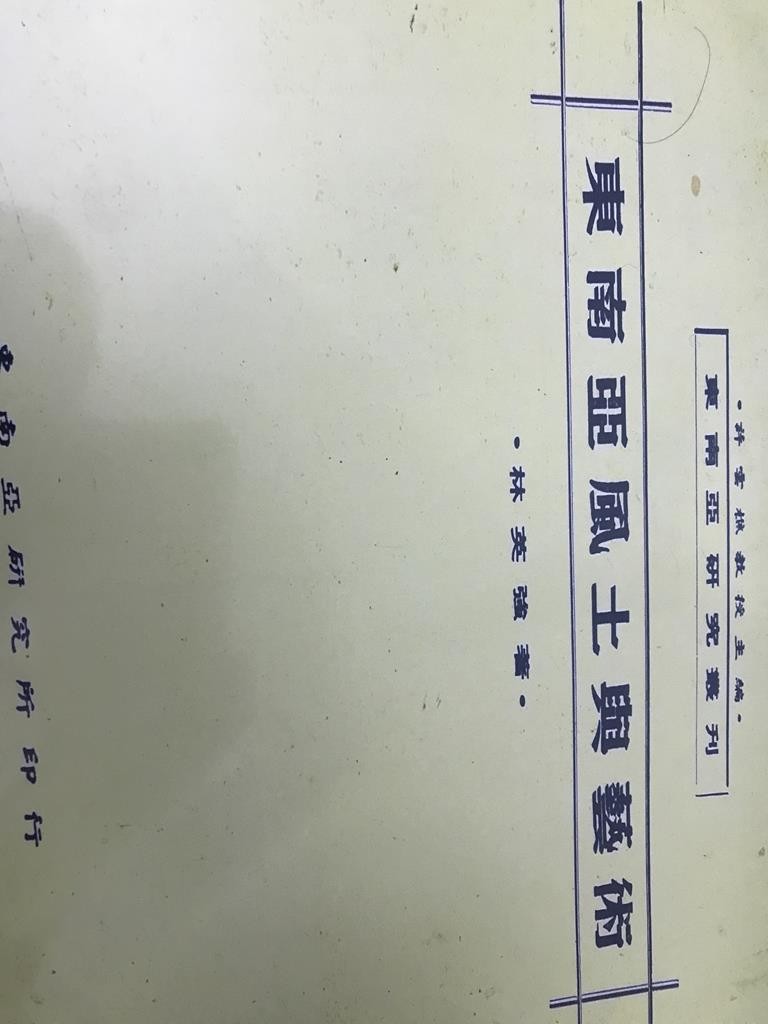 •許雲樵教授主編•
東南亞研究叢刊
東南亞風土與藝術
•林英強著•
東南亞研究所印行